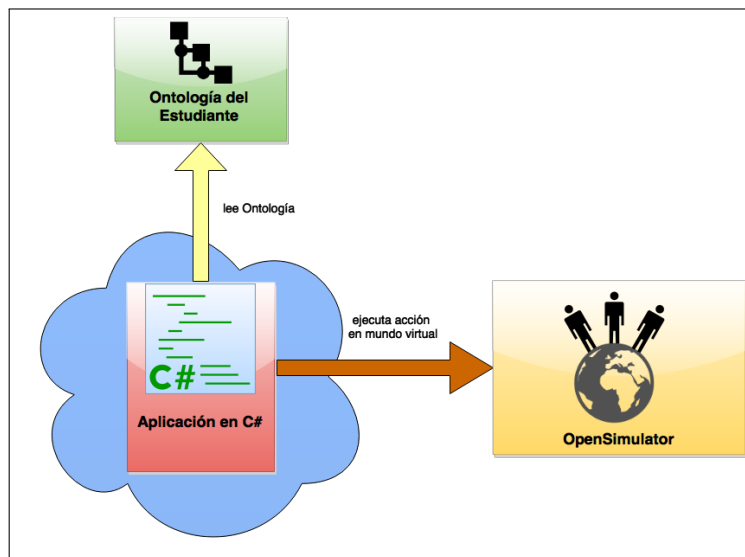 Ontología del
Estudiante
lee Ontología
ejecuta acción
en mundo virtual
C#
Aplicación en C#
OpenSimulator